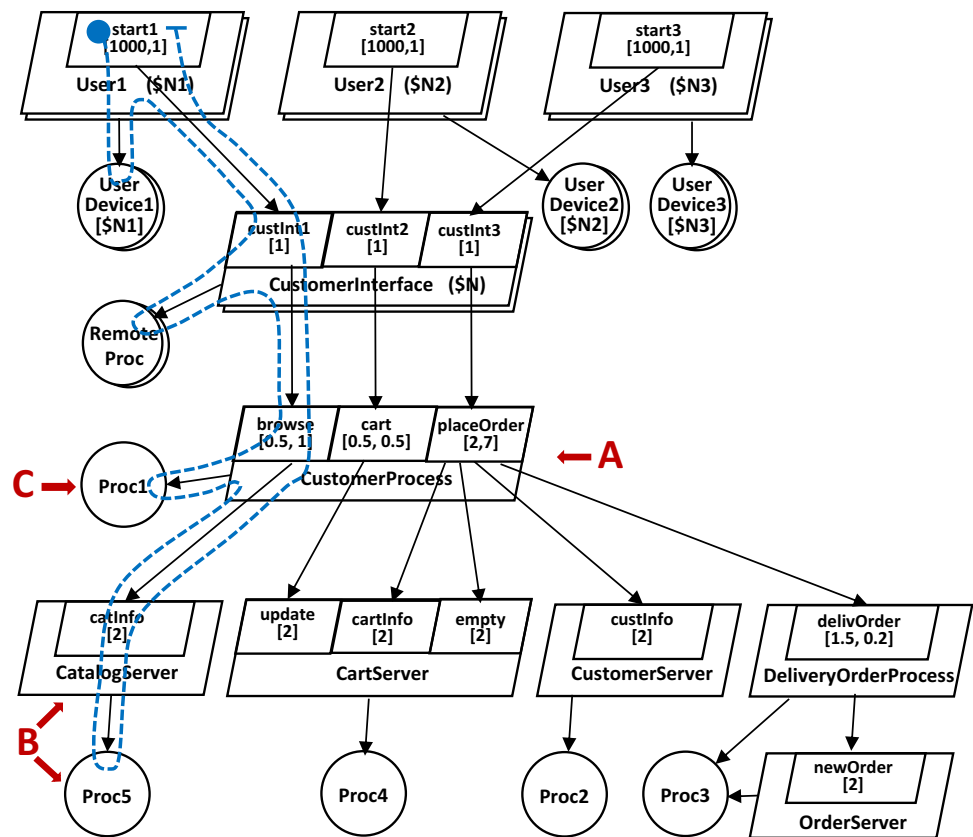 start1
[1000,1]
User1 ($N1)
start2
[1000,1]
User2 ($N2)
start3
[1000,1]
User3 ($N3)
User
Device1
[$N1]
User
Device2
[$N2]
User
Device3
[$N3]
custInt1
[1]
custInt2
[1]
custInt3
[1]
CustomerInterface ($N)
Remote
Proc
browse
[0.5, 1]
cart
[0.5, 0.5]
placeOrder
[2,7]
CustomerProcess
A
C
Proc1
catInfo
[2]
CatalogServer
update
[2]
cartInfo
[2]
empty
[2]
CartServer
custInfo
[2]
CustomerServer
delivOrder
[1.5, 0.2]
DeliveryOrderProcess
B
Proc5
Proc4
Proc2
Proc3
newOrder
[2]
OrderServer